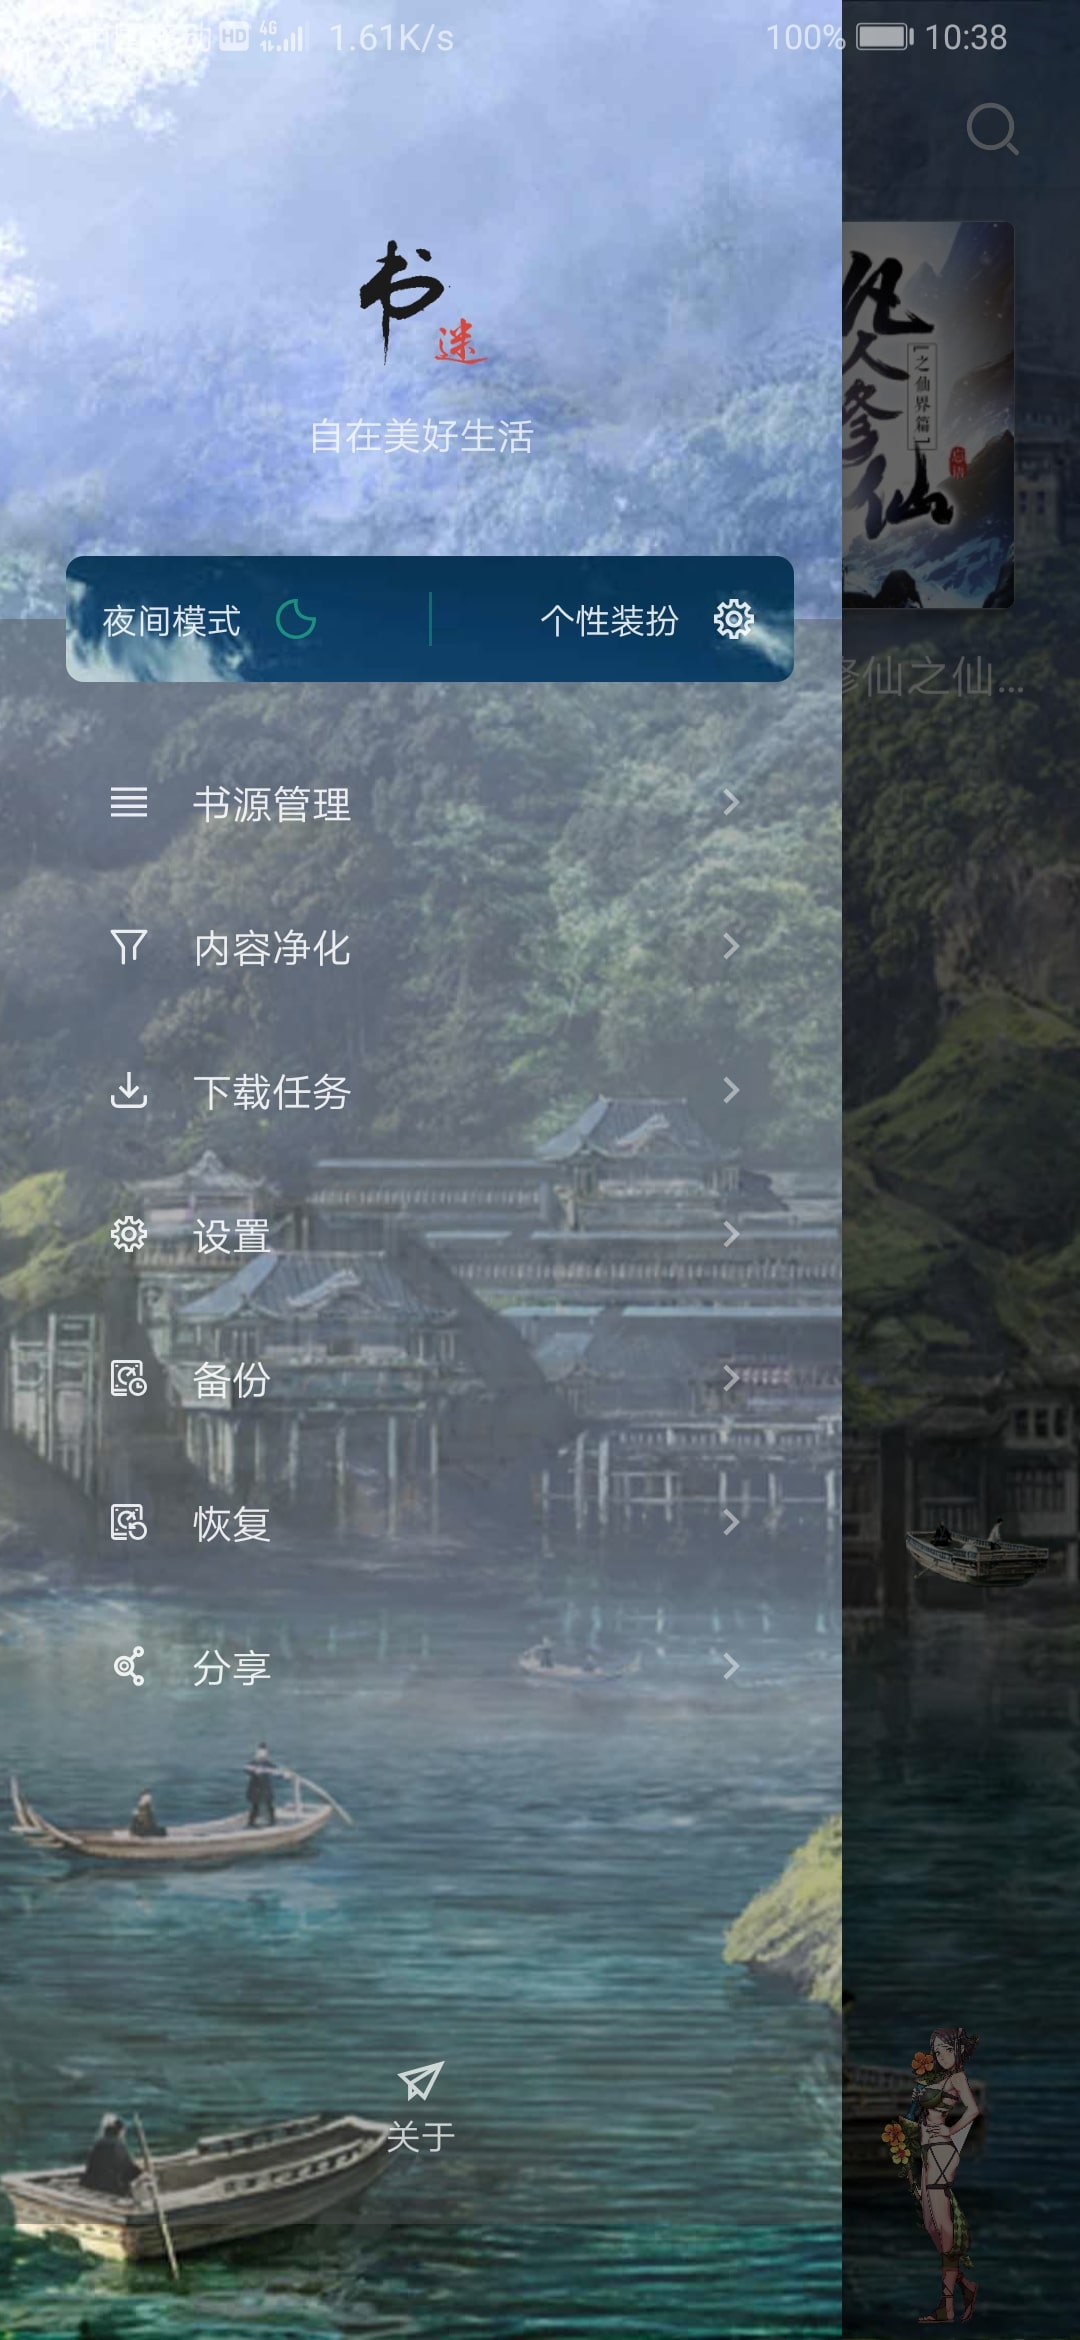 HD 4G 1.61K/s 100% 10:38
书迷
自在美好生活
凡人修仙
[之仙界篇]
忘语
夜间模式 个性装扮
修仙之仙...
书源管理
内容净化
下载任务
设置
备份
恢复
分享
关于